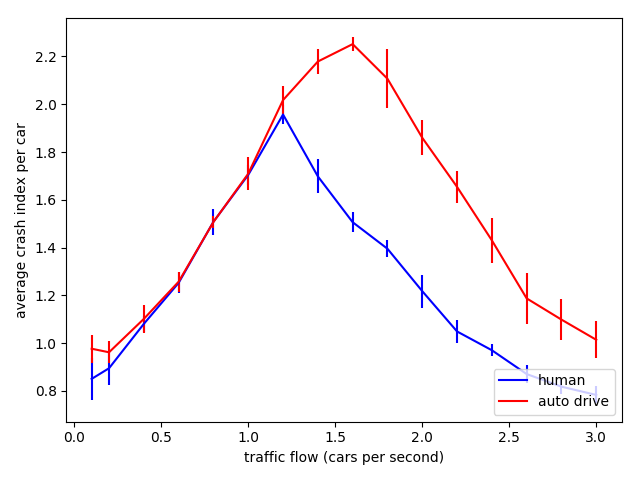 2.2
2.0
1.8
1.6
1.4
1.2
1.0
0.8
average crash index per car
0.0 0.5 1.0 1.5 2.0 2.5 3.0
traffic flow (cars per second)
human
auto drive